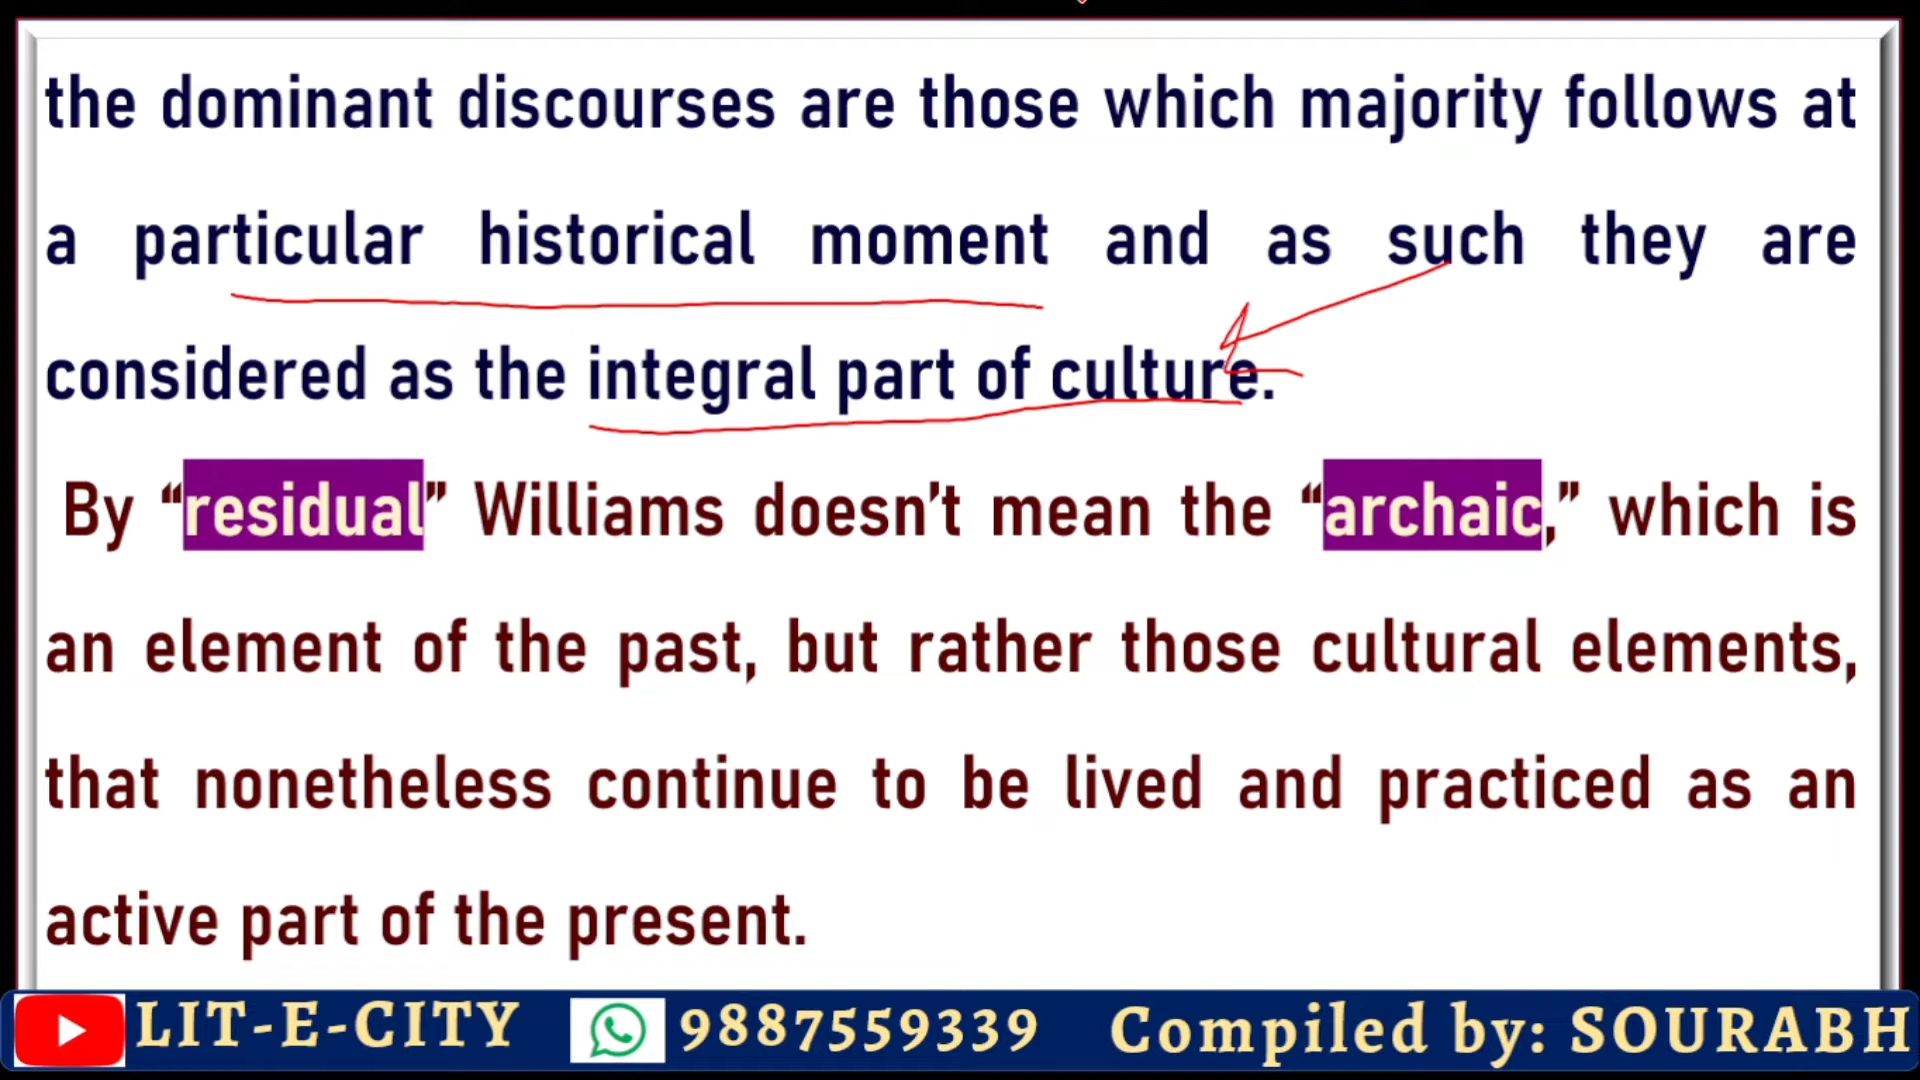 the dominant discourses are those which majority follows at
a particular historical moment and as such they are
considered as the integral part of culture.
By “residual” Williams doesn’t mean the “archaic,” which is
an element of the past, but rather those cultural elements,
that nonetheless continue to be lived and practiced as an
active part of the present.
LIT-E-CITY 9887559339 Compiled by: SOURABH